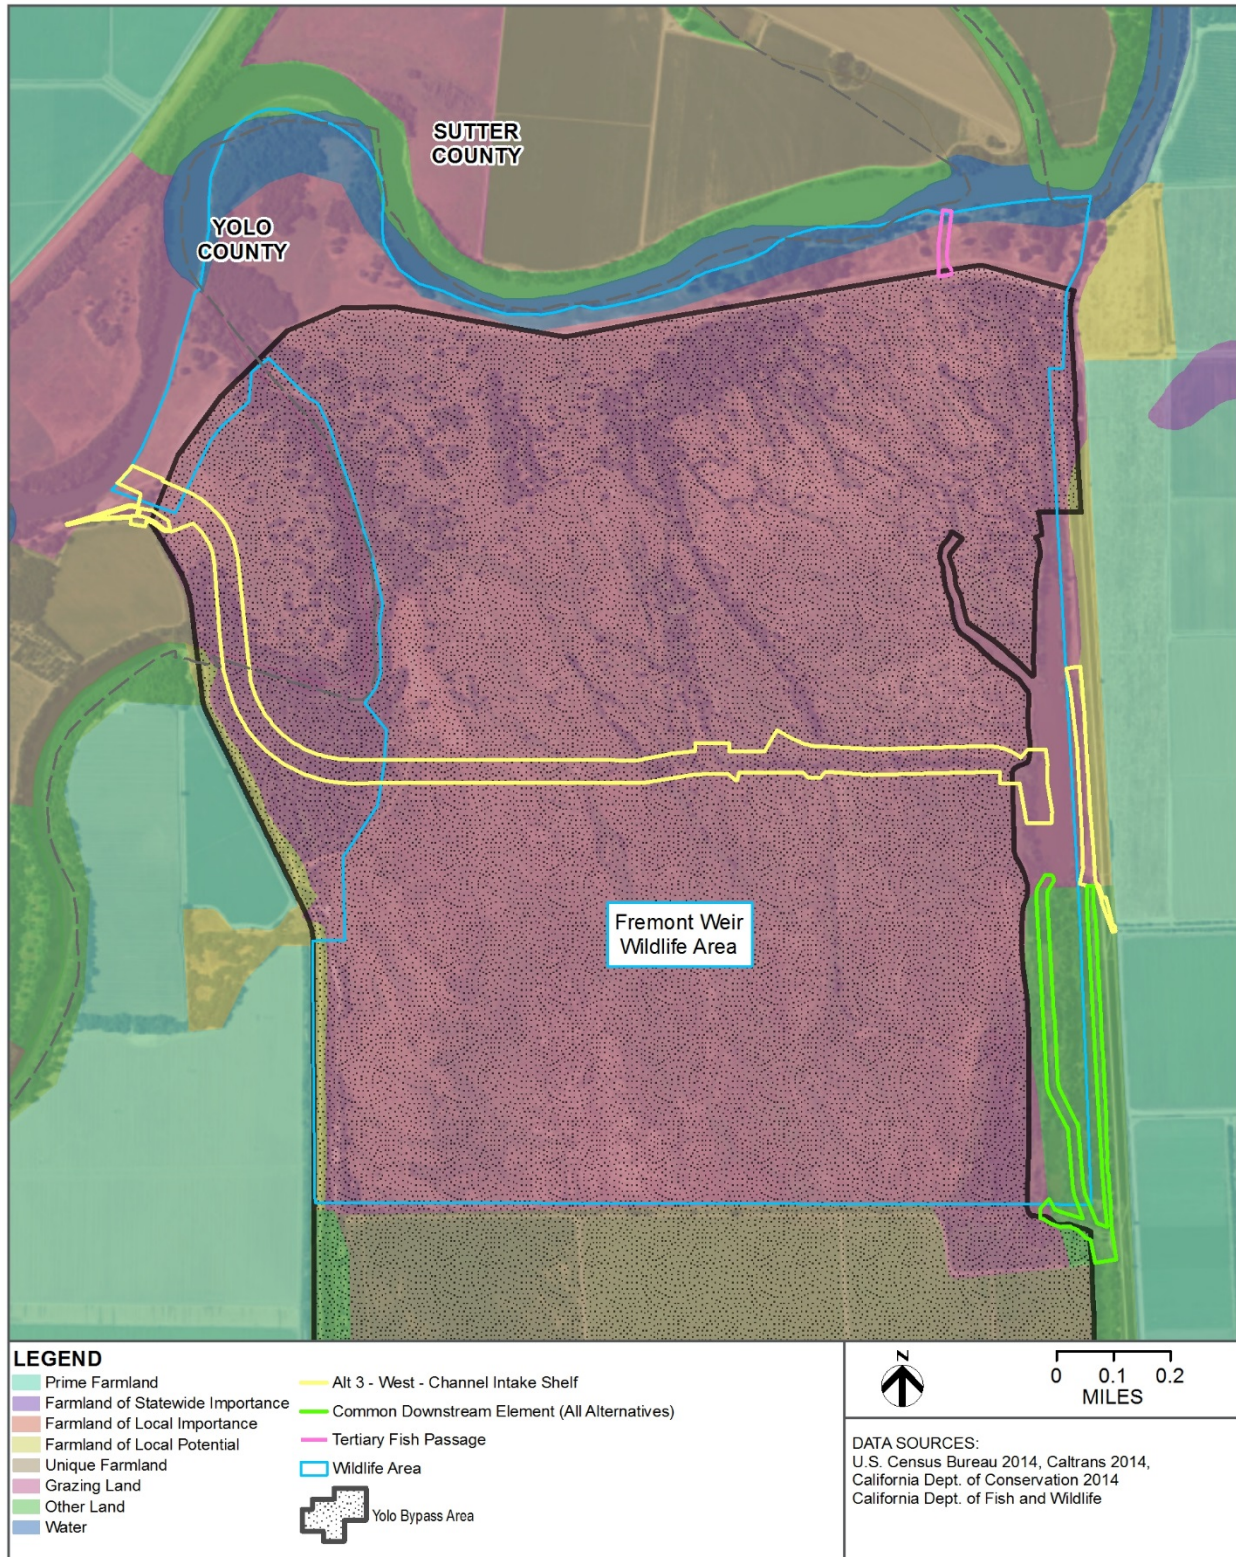 SUTTER
COUNTY
YOLO
COUNTY
Fremont Weir
Wildlife Area
LEGEND
Prime Farmland
Farmland of Statewide Importance
Farmland of Local Importance
Farmland of Local Potential
Unique Farmland
Grazing Land
Other Land
Water
Alt 3 - West - Channel Intake Shelf
Common Downstream Element (All Alternatives)
Tertiary Fish Passage
Wildlife Area
Yolo Bypass Area
N
0 0.1 0.2
MILES
DATA SOURCES:
U.S. Census Bureau 2014, Caltrans 2014,
California Dept. of Conservation 2014
California Dept. of Fish and Wildlife